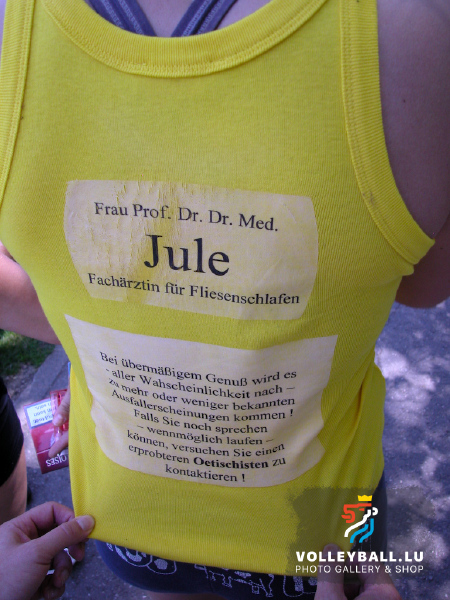 Frau Prof. Dr. Dr. Med.
Jule
Fachärztin für Fliesenschlafen
Bei übermäßigem Genuß wird es
- aller Wahscheinlichkeit nach –
zu mehr oder weniger bekannten
Ausfallerscheinungen kommen !
Falls Sie noch sprechen
– wennmöglich laufen –
können, versuchen Sie einen
erprobteren Oetischisten zu
kontaktieren !
VOLLEYBALL.LU
PHOTO GALLERY & SHOP